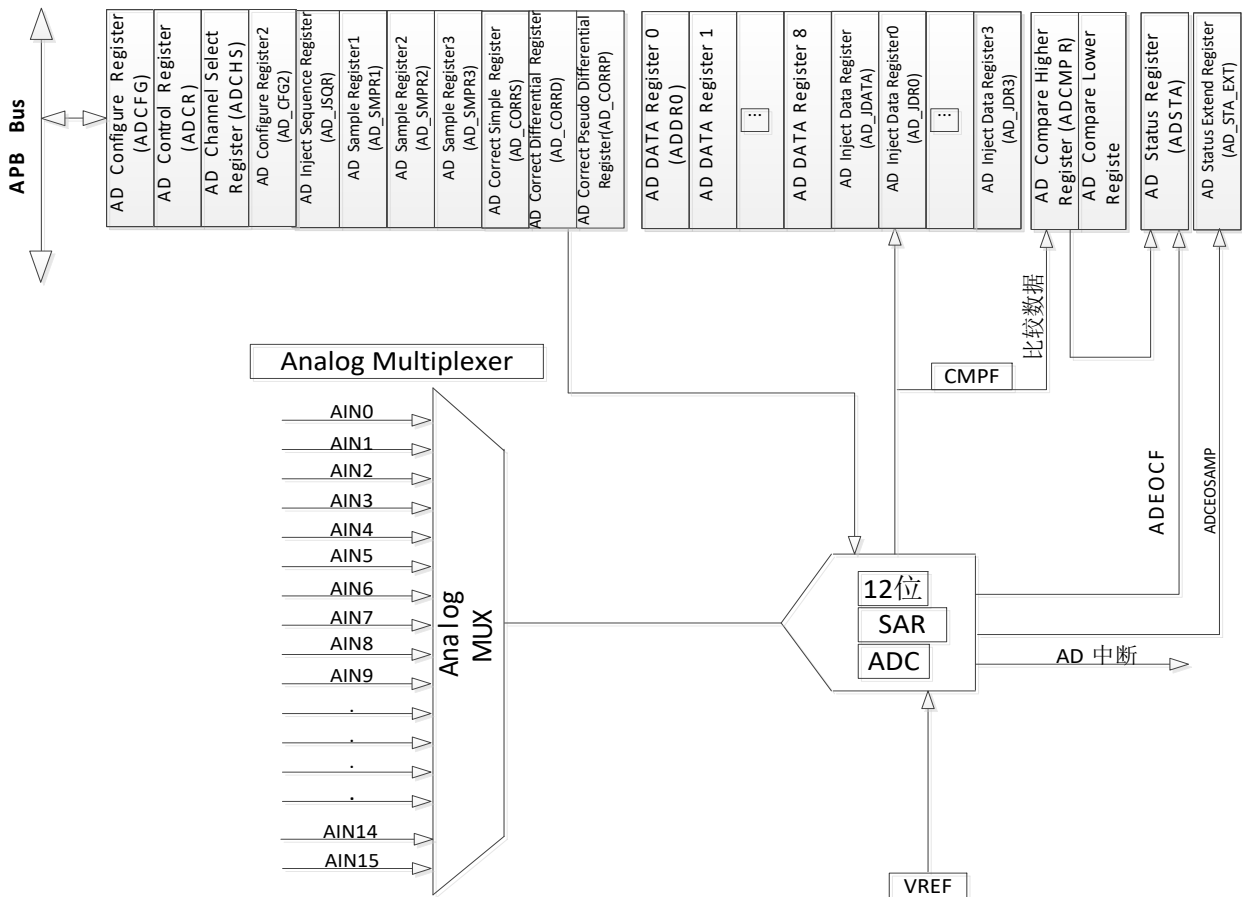 APB Bus
AD Configure Register
(ADCFG)
AD Control Register
(ADCR)
AD Channel Select
Register (ADCHS)
AD Configure Register2
(AD_CFG2)
AD Inject Sequence Register
(AD_JSQR)
AD Sample Register1
(AD_SMPR1)
AD Sample Register2
(AD_SMPR2)
AD Sample Register3
(AD_SMPR3)
AD Correct Simple Register
(AD_CORRS)
AD Correct Differential Register
(AD_CORRD)
AD Correct Pseudo Differential
Register(AD_CORRP)
AD DATA Register 0
(ADDR0)
AD DATA Register 1
...
AD DATA Register 8
AD Inject Data Register
(AD_JDATA)
AD Inject Data Register0
(AD_JDR0)
...
AD Inject Data Register3
(AD_JDR3)
AD Compare Higher
Register (ADCMP R)
AD Compare Lower
Registe
AD Status Register
(ADSTA)
AD Status Extend Register
(AD_STA_EXT)
比较数据
CMPF
ADEOCF
ADCEOSAMP
Analog Multiplexer
AIN0
AIN1
AIN2
AIN3
AIN4
AIN5
AIN6
AIN7
AIN8
AIN9
.
.
.
.
AIN14
AIN15
Analog
MUX
12位
SAR
ADC
AD 中断
VREF